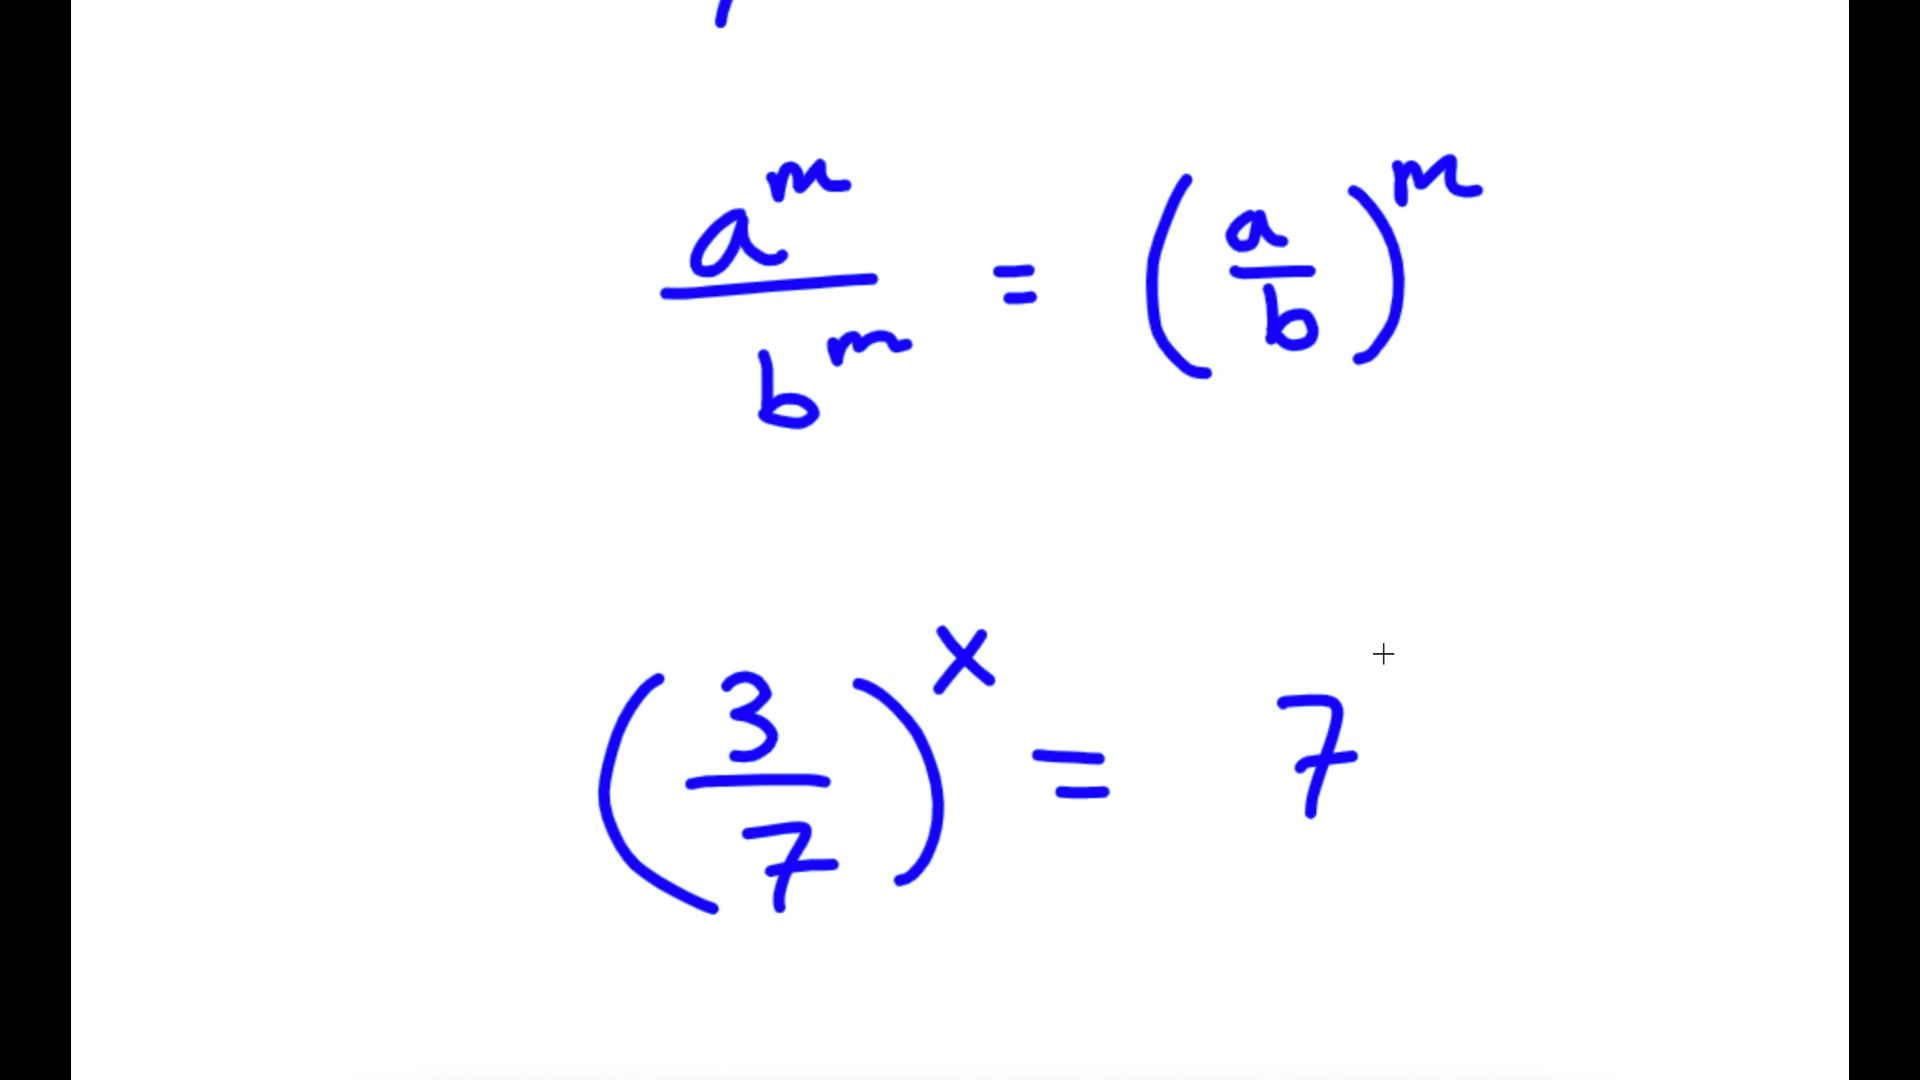 a^m / b^m = (a/b)^m
(3/7)^x = 7